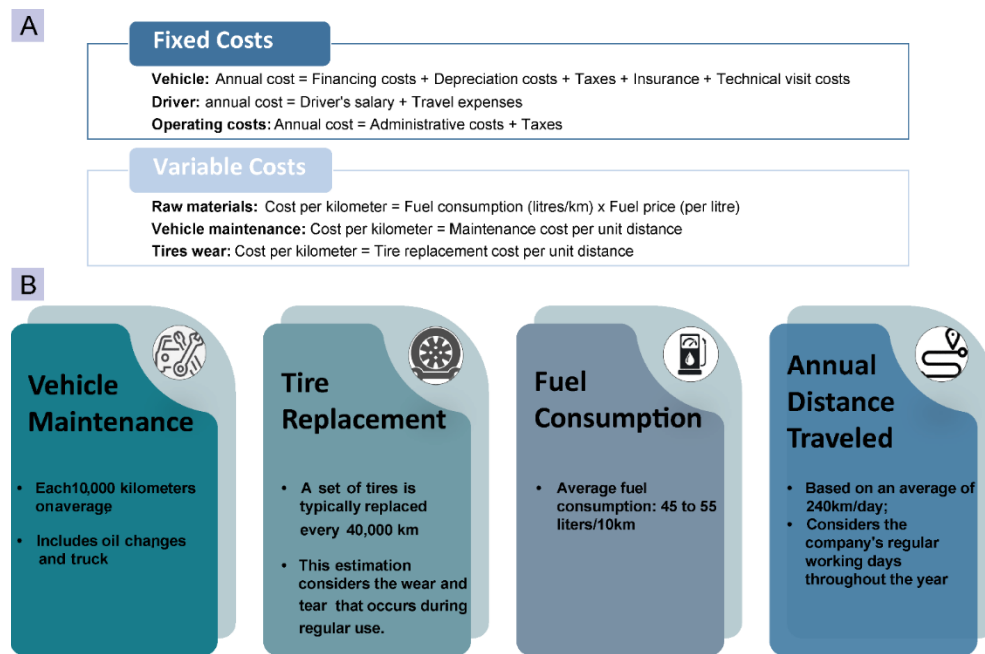 A
Fixed Costs
Vehicle: Annual cost = Financing costs + Depreciation costs + Taxes + Insurance + Technical visit costs
Driver: annual cost = Driver's salary + Travel expenses
Operating costs: Annual cost = Administrative costs + Taxes
Variable Costs
Raw materials: Cost per kilometer = Fuel consumption (litres/km) x Fuel price (per litre)
Vehicle maintenance: Cost per kilometer = Maintenance cost per unit distance
Tires wear: Cost per kilometer = Tire replacement cost per unit distance
B
Vehicle
Maintenance
• Each10,000 kilometers
onaverage
• Includes oil changes
and truck
Tire
Replacement
• A set of tires is
typically replaced
every 40,000 km
• This estimation
considers the wear and
tear that occurs during
regular use.
Fuel
Consumption
• Average fuel
consumption: 45 to 55
liters/10km
Annual
Distance
Traveled
• Based on an average of
240km/day;
• Considers the
company's regular
working days
throughout the year